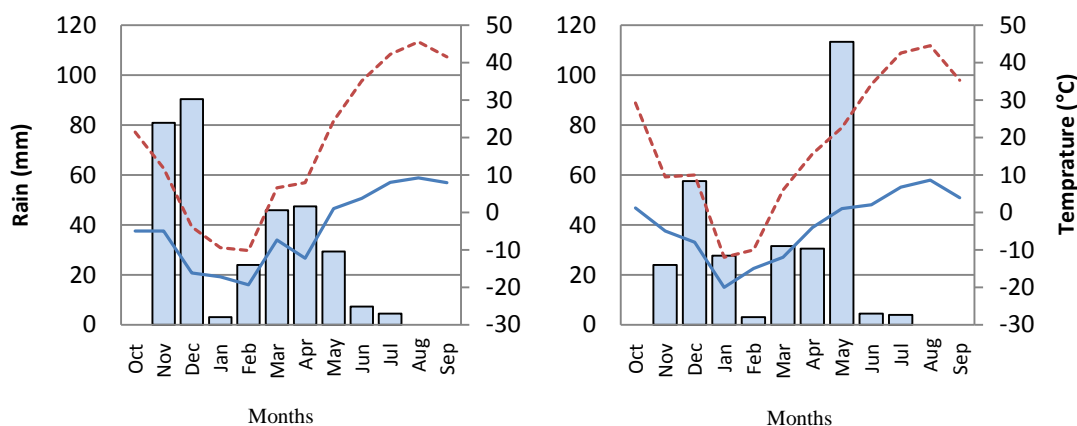 Rain (mm)
120
100
80
60
40
20
0
50
40
30
20
10
0
-10
-20
-30
Oct
Nov
Dec
Jan
Feb
Mar
Apr
May
Jun
Jul
Aug
Sep
Months
120
100
80
60
40
20
0
50
40
30
20
10
0
-10
-20
-30
Temprature (°C)
Oct
Nov
Dec
Jan
Feb
Mar
Apr
May
Jun
Jul
Aug
Sep
Months